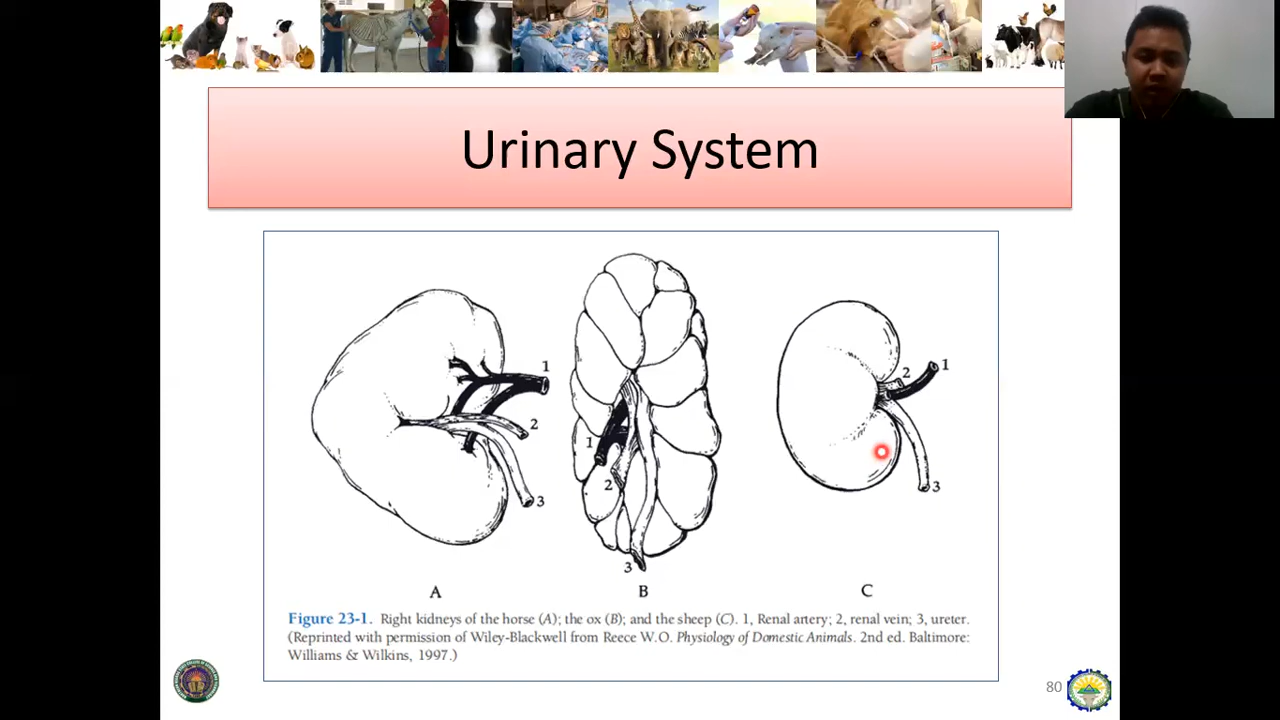 Urinary System
1
2
3
1
2
3
2
1
3
A
B
C
Figure 23-1. Right kidneys of the horse (A); the ox (B); and the sheep (C). 1, Renal artery; 2, renal vein; 3, ureter.
(Reprinted with permission of Wiley-Blackwell from Reece W.O. Physiology of Domestic Animals. 2nd ed. Baltimore:
Williams & Wilkins, 1997.)
80